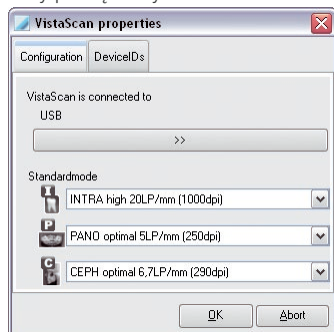 VistaScan properties
Configuration DeviceIDs
VistaScan is connected to
USB
>>
Standardmode
I
INTRA high 20LP/mm (1000dpi)
P
PANO optimal 5LP/mm (250dpi)
C
CEPH optimal 6,7LP/mm (290dpi)
OK Abort